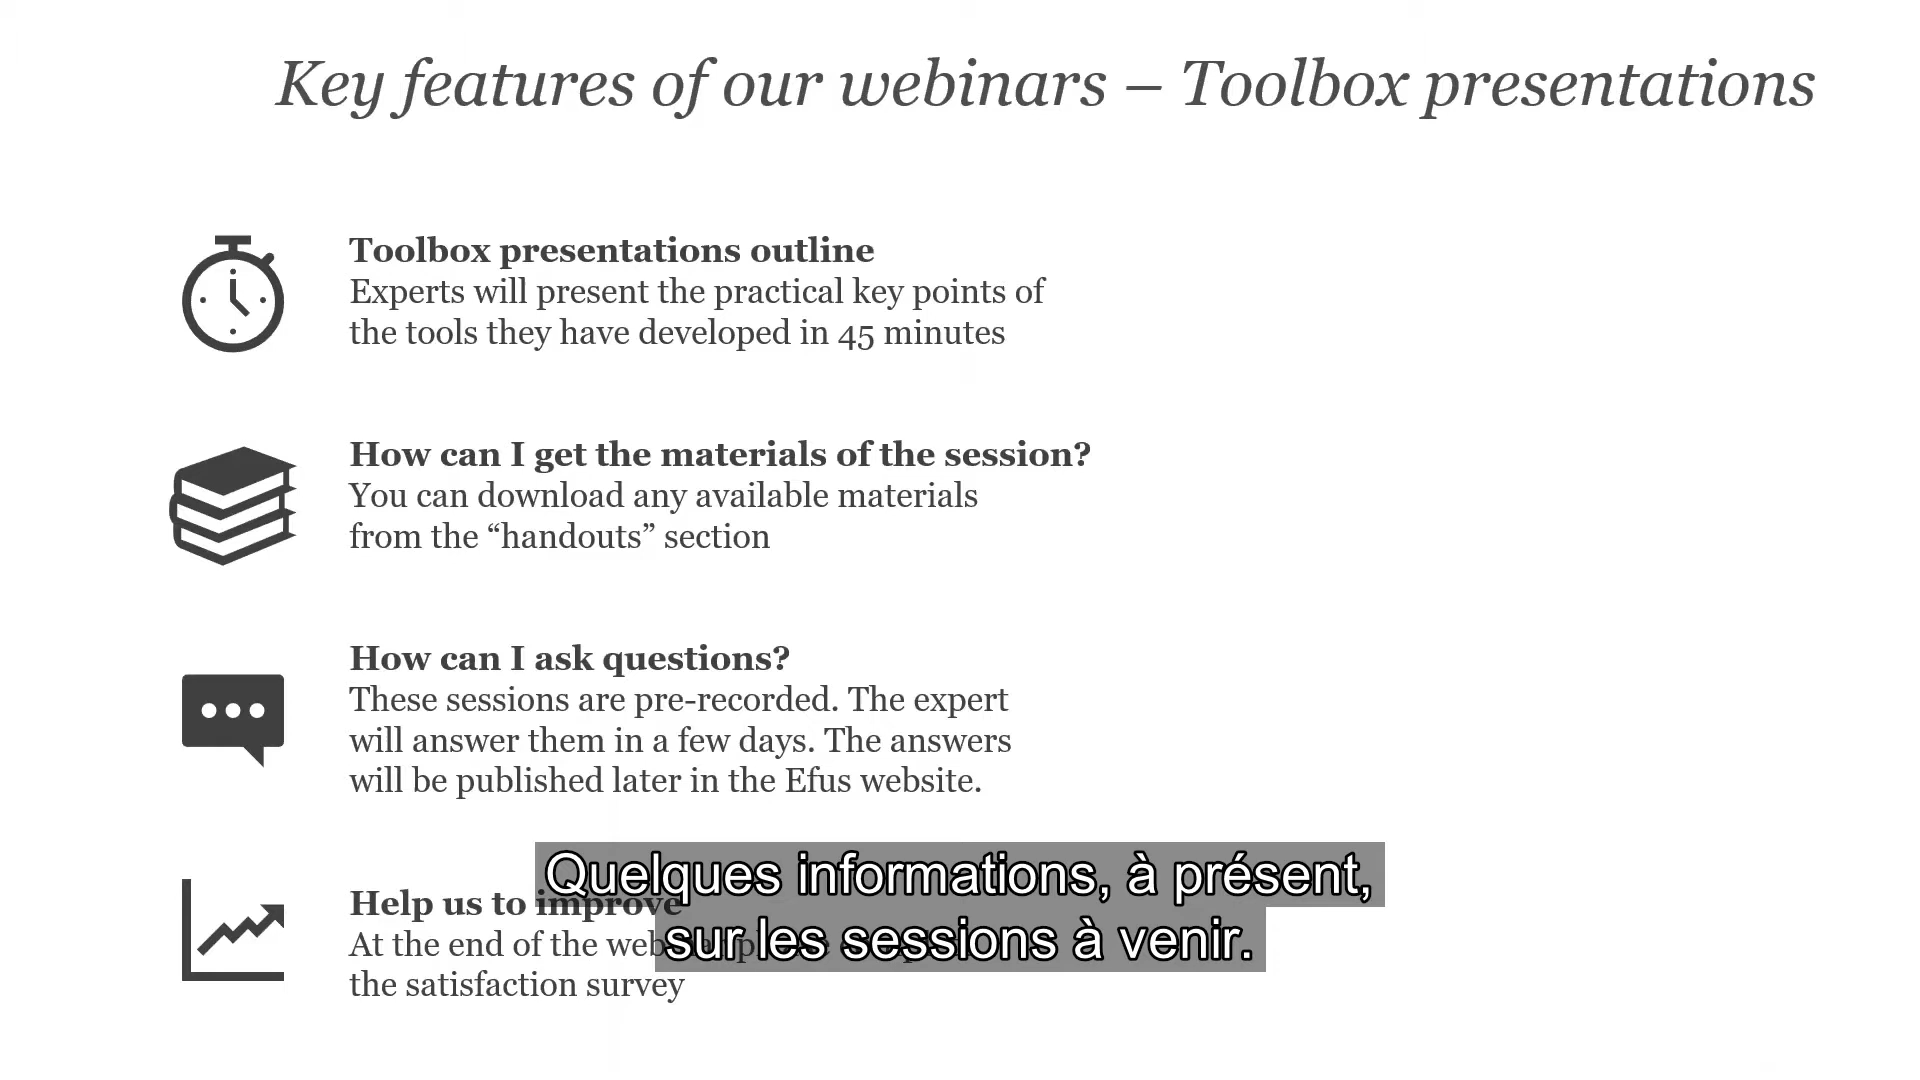 Key features of our webinars – Toolbox presentations
Toolbox presentations outline
Experts will present the practical key points of
the tools they have developed in 45 minutes
How can I get the materials of the session?
You can download any available materials
from the “handouts” section
How can I ask questions?
These sessions are pre-recorded. The expert
will answer them in a few days. The answers
will be published later in the Efus website.
Help us to improve
At the end of the
the satisfaction survey
Quelques informations, à présent,
sur les sessions à venir.